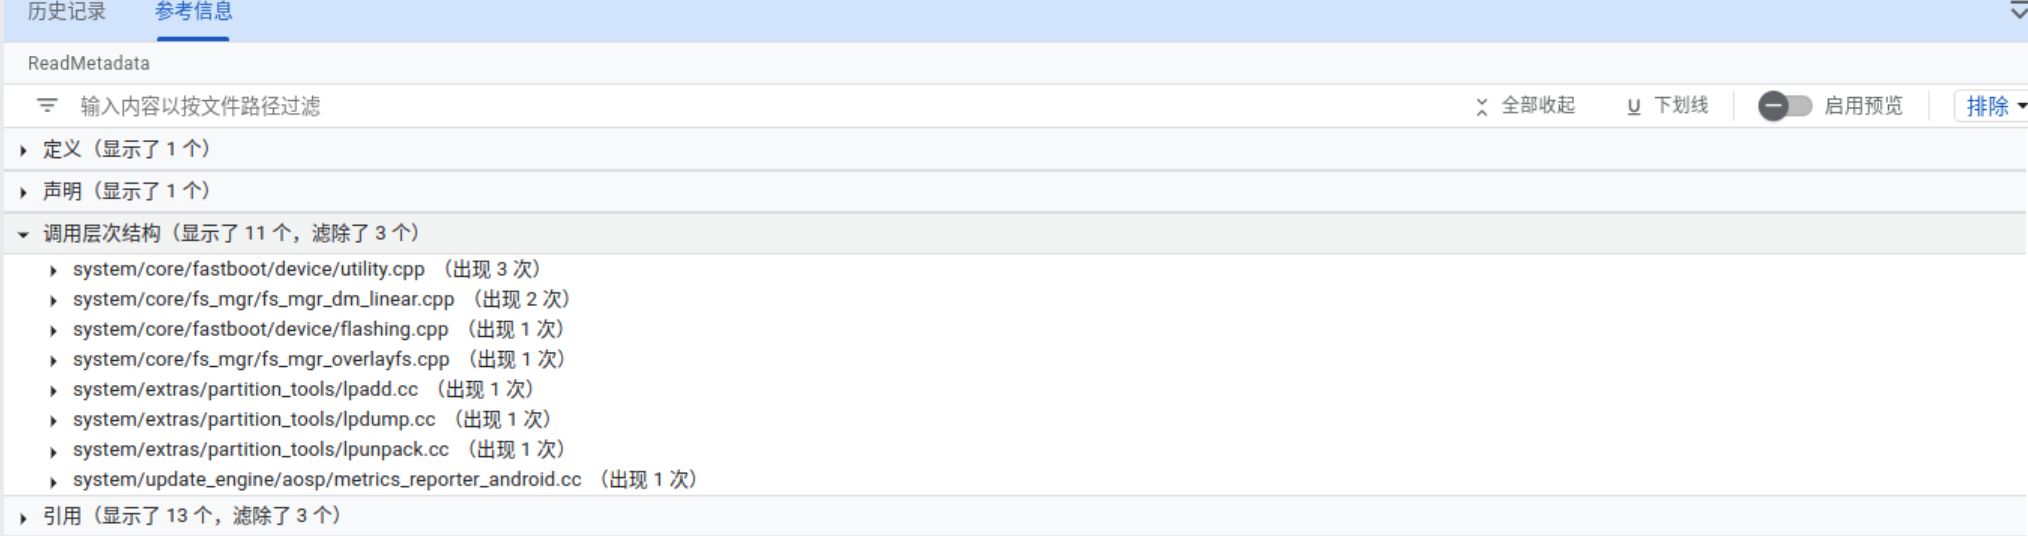 历史记录 参考信息
ReadMetadata
输入内容以按文件路径过滤 全部收起 下划线 启用预览 排除
定义（显示了 1 个）
声明（显示了 1 个）
调用层次结构（显示了 11 个，滤除了 3 个）
system/core/fastboot/device/utility.cpp （出现 3 次）
system/core/fs_mgr/fs_mgr_dm_linear.cpp （出现 2 次）
system/core/fastboot/device/flashing.cpp （出现 1 次）
system/core/fs_mgr/fs_mgr_overlayfs.cpp （出现 1 次）
system/extras/partition_tools/lpadd.cc （出现 1 次）
system/extras/partition_tools/lpdump.cc （出现 1 次）
system/extras/partition_tools/lpunpack.cc （出现 1 次）
system/update_engine/aosp/metrics_reporter_android.cc （出现 1 次）
引用（显示了 13 个，滤除了 3 个）